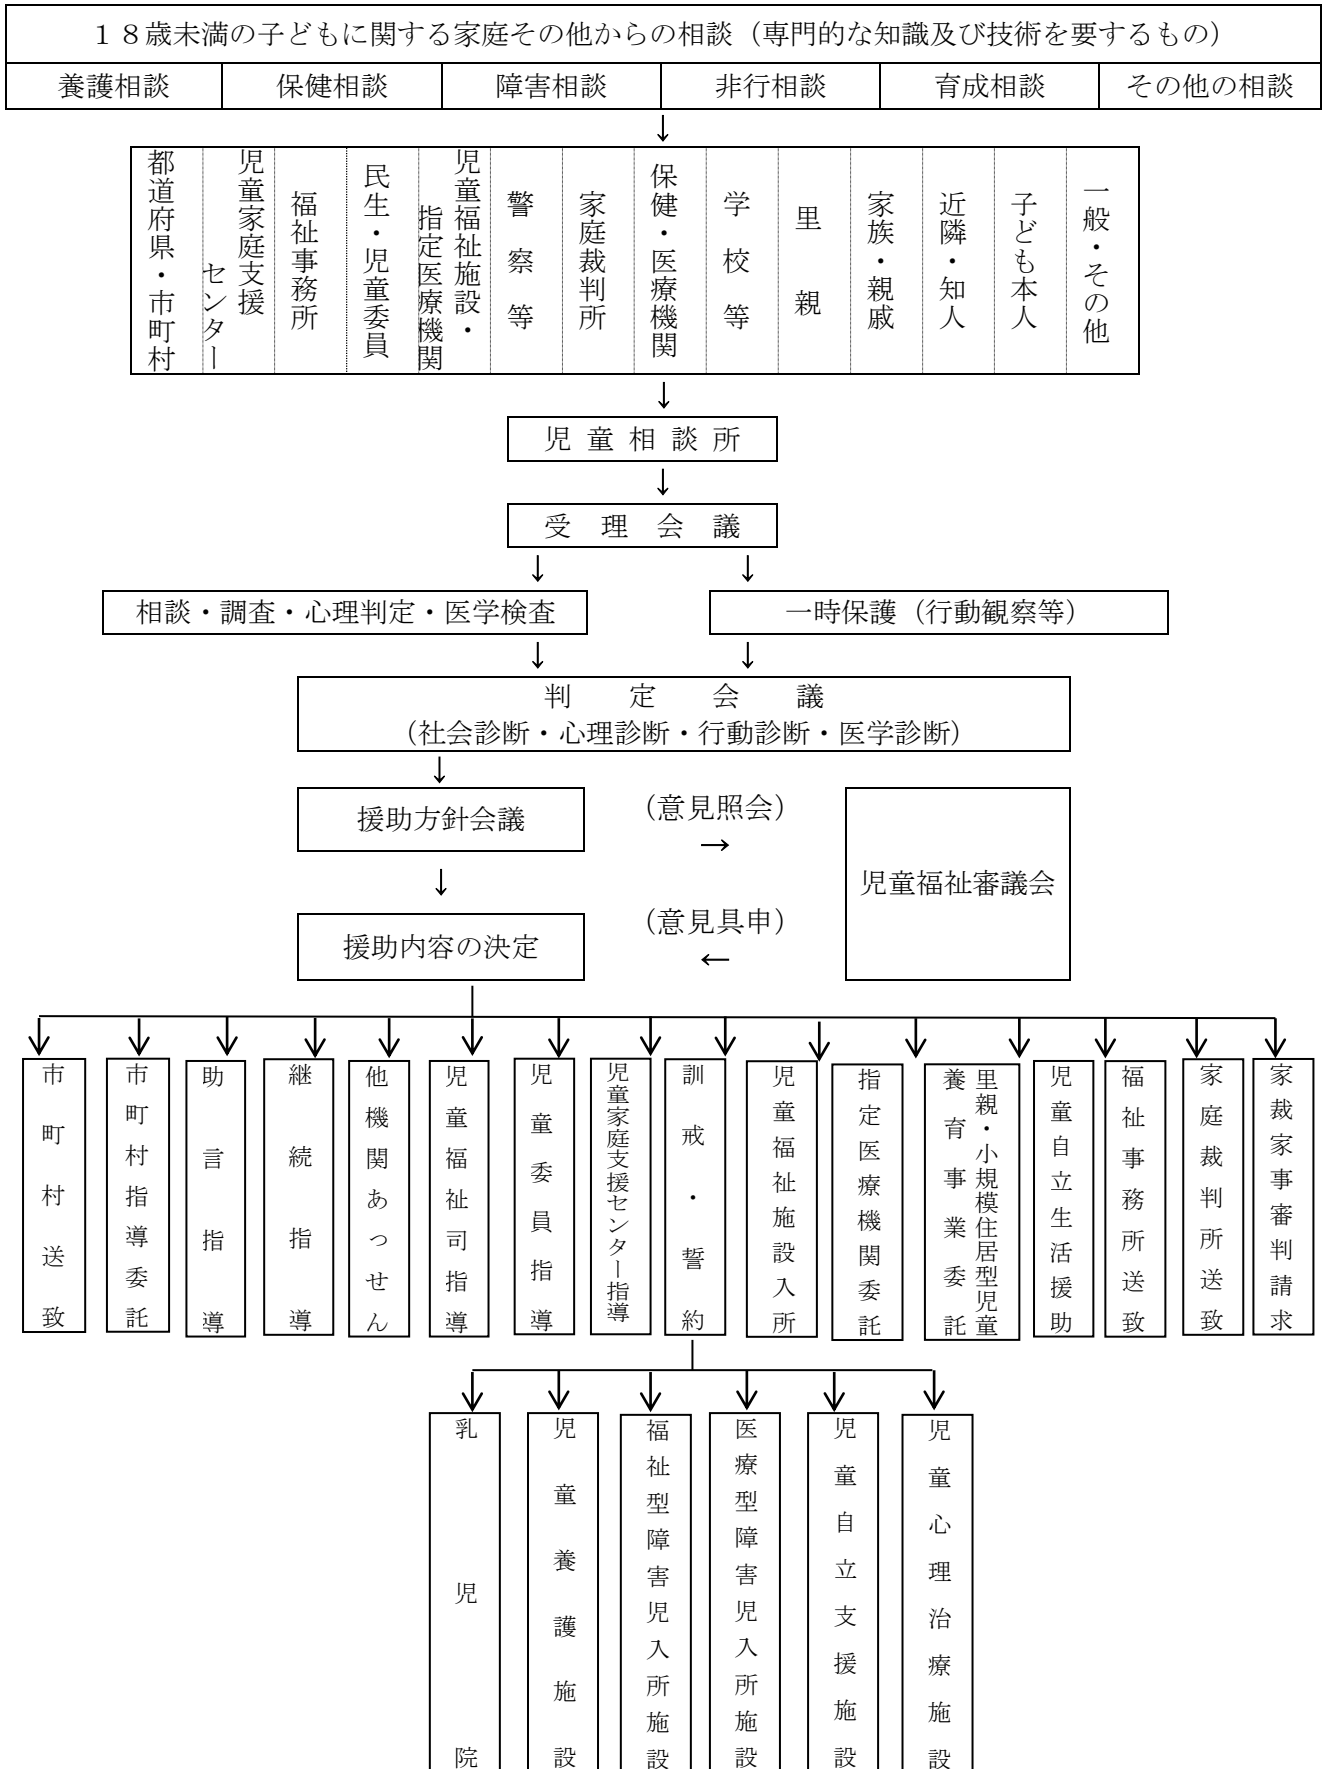 18歳未満の子どもに関する家庭その他からの相談（専門的な知識及び技術を要するもの）
養護相談
保健相談
障害相談
非行相談
育成相談
その他の相談
↓
都道府県・市町村
児童家庭支援
センター
福祉事務所
民生・児童委員
児童福祉施設・
指定医療機関
警察等
家庭裁判所
保健・医療機関
学校等
里親
家族・親戚
近隣・知人
子ども本人
一般・その他
↓
児童相談所
↓
受理会議
↓ ↓
相談・調査・心理判定・医学検査
一時保護（行動観察等）
↓ ↓
判定会議
（社会診断・心理診断・行動診断・医学診断）
↓
援助方針会議
（意見照会）
→
児童福祉審議会
↓
援助内容の決定
（意見具申）
←
市町村送致
市町村指導委託
助言指導
継続指導
他機関あっせん
児童福祉司指導
児童委員指導
児童家庭支援センター指導
訓戒・誓約
児童福祉施設入所
指定医療機関委託
里親・小規模住居型児童
養育事業委託
児童自立生活援助
福祉事務所送致
家庭裁判所送致
家裁家事審判請求
乳児院
児童養護施設
福祉型障害児入所施設
医療型障害児入所施設
児童自立支援施設
児童心理治療施設